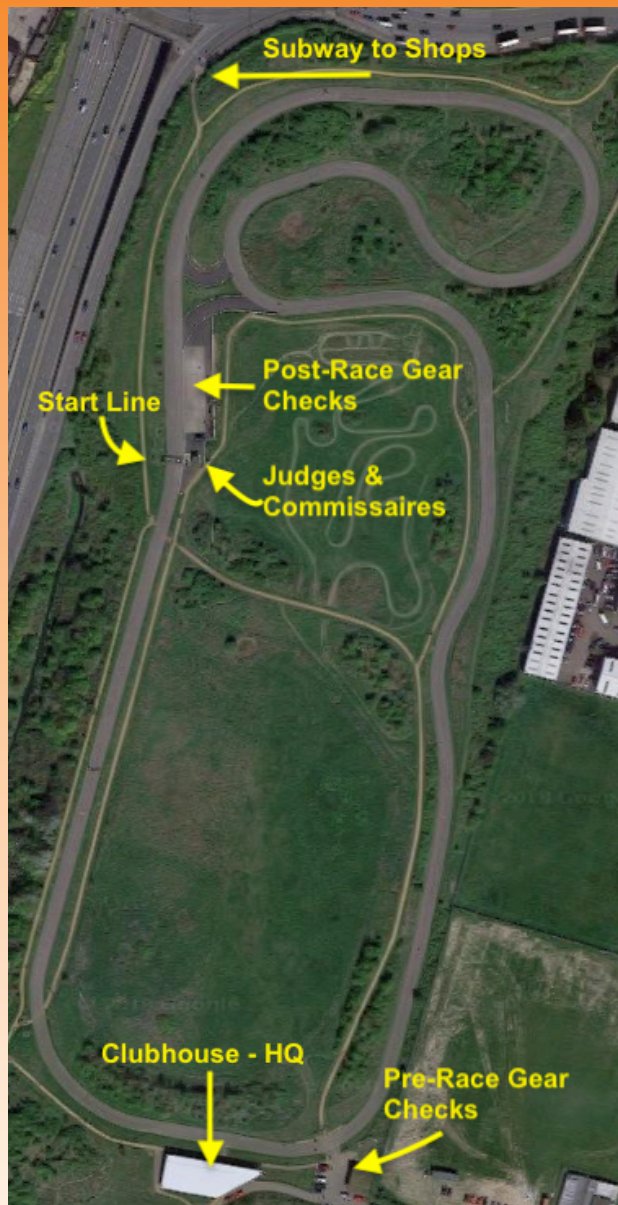 Subway to Shops
Post-Race Gear
Checks
Start Line
Judges &
Commissaires
Clubhouse - HQ
Pre-Race Gear
Checks